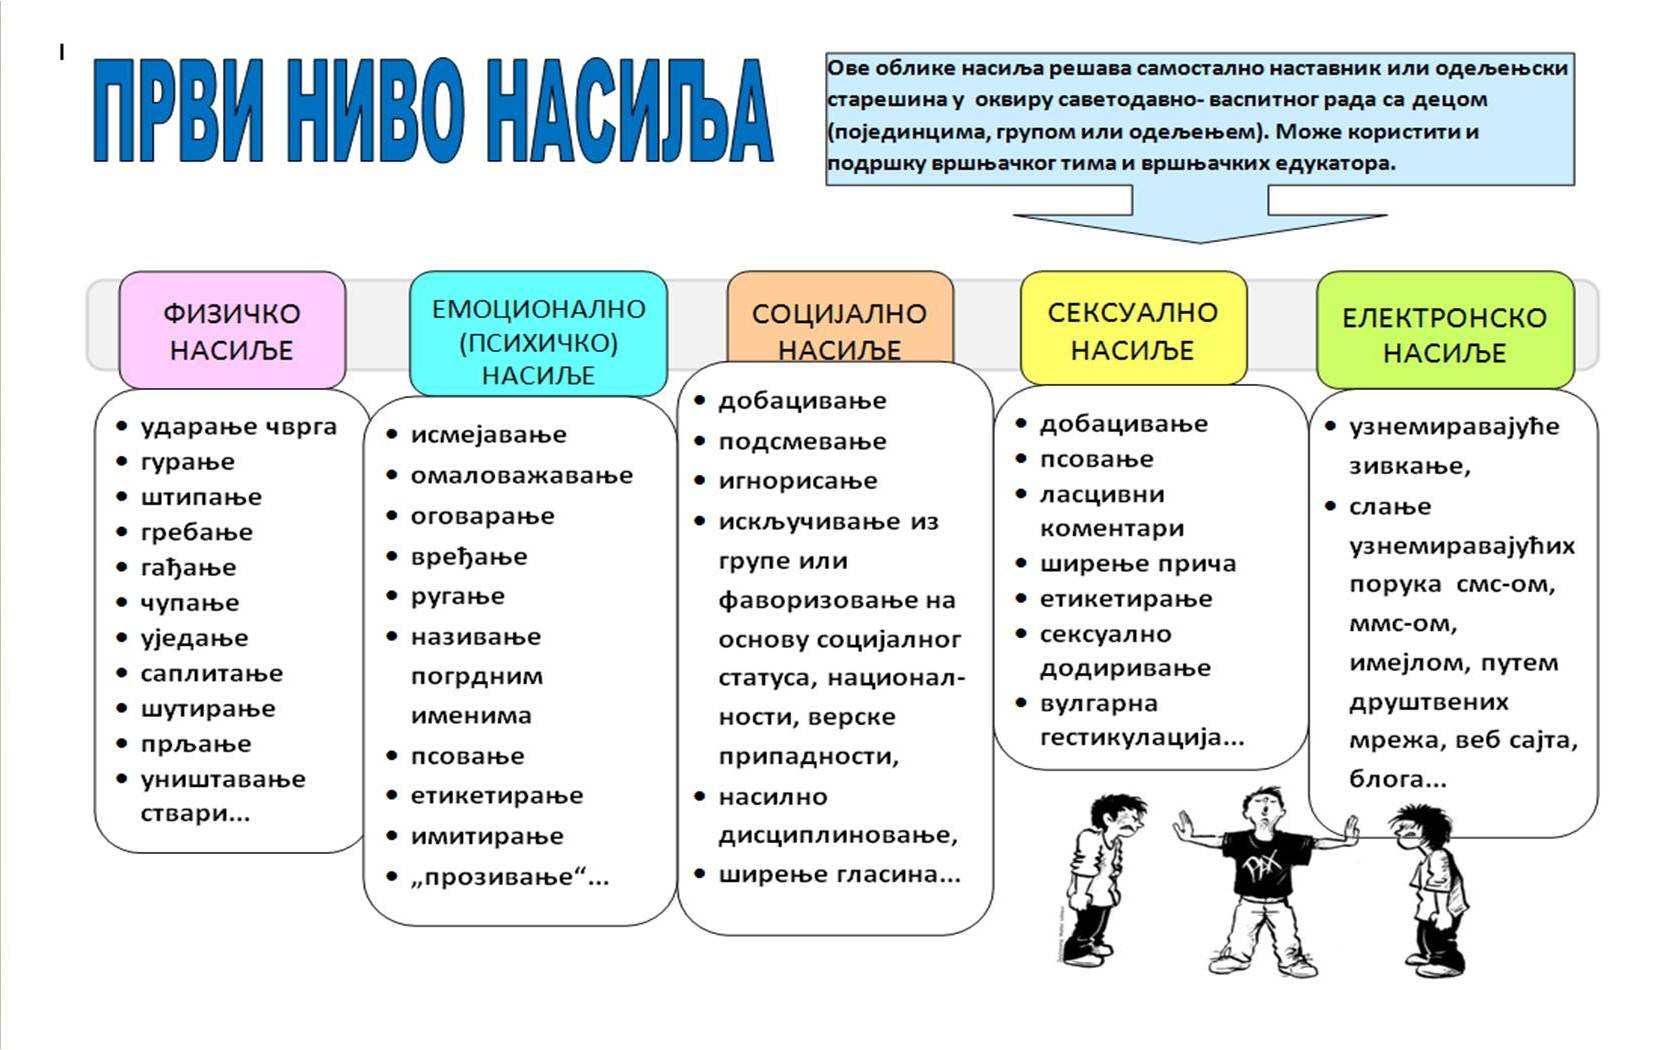 I
ПРВИ НИВО НАСИЉА
Ове облике насиља решава самостално наставник или одељењски
старешина у оквиру саветодавно- васпитног рада са децом
(појединцима, групом или одељењем). Може користити и
подршку вршњачког тима и вршњачких едукатора.
ФИЗИЧКО
НАСИЉЕ
• ударање чврга
• гурање
• штипање
• гребање
• гађање
• чупање
• уједање
• саплитање
• шутирање
• прљање
• уништавање
ствари...
ЕМОЦИОНАЛНО
(ПСИХИЧКО)
НАСИЉЕ
• исмејавање
• омаловажавање
• оговарање
• вређање
• ругање
• називање
погрдним
именима
• псовање
• етикетирање
• имитирање
• „прозивање“...
СОЦИЈАЛНО
НАСИЉЕ
• добацивање
• подсмевање
• игнорисање
• искључивање из
групе или
фаворизовање на
основу социјалног
статуса, национал-
ности, верске
припадности,
• насилно
дисциплиновање,
• ширење гласина...
СЕКСУАЛНО
НАСИЉЕ
• добацивање
• псовање
• ласцивни
коментари
• ширење прича
• етикетирање
• сексуално
додиривање
• вулгарна
гестикулација...
ЕЛЕКТРОНСКО
НАСИЉЕ
• узнемиравајуће
зивкање,
• слање
узнемиравајућих
порука смс-ом,
ммс-ом,
имејлом, путем
друштвених
мрежа, веб сајта,
блога...
PAX